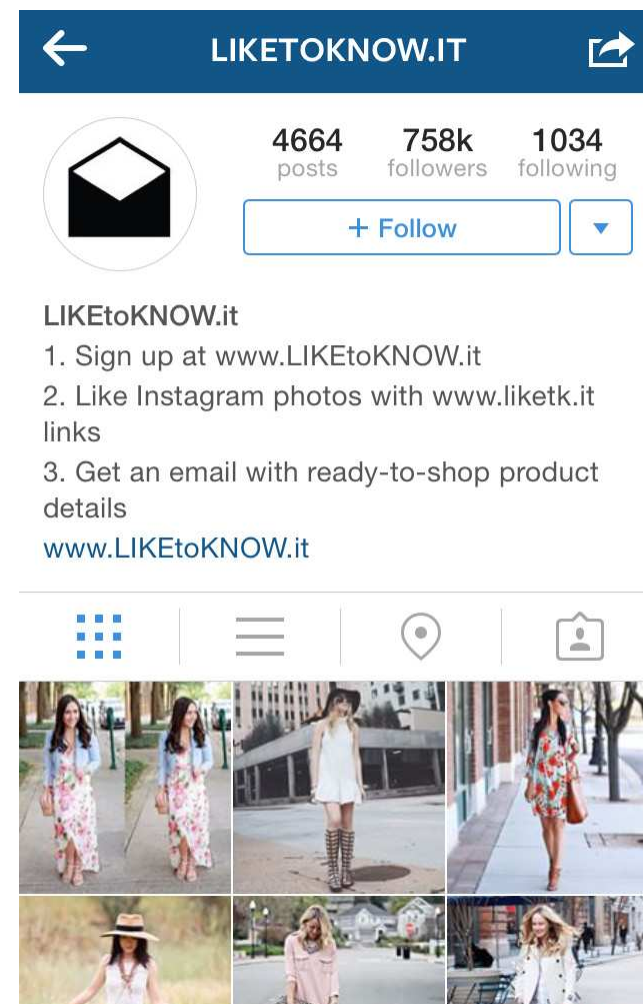 LIKETOKNOW.IT
4664 758k 1034
posts followers following
+ Follow
LIKEtoKNOW.it
1. Sign up at www.LIKEtoKNOW.it
2. Like Instagram photos with www.liketk.it
links
3. Get an email with ready-to-shop product
details
www.LIKEtoKNOW.it